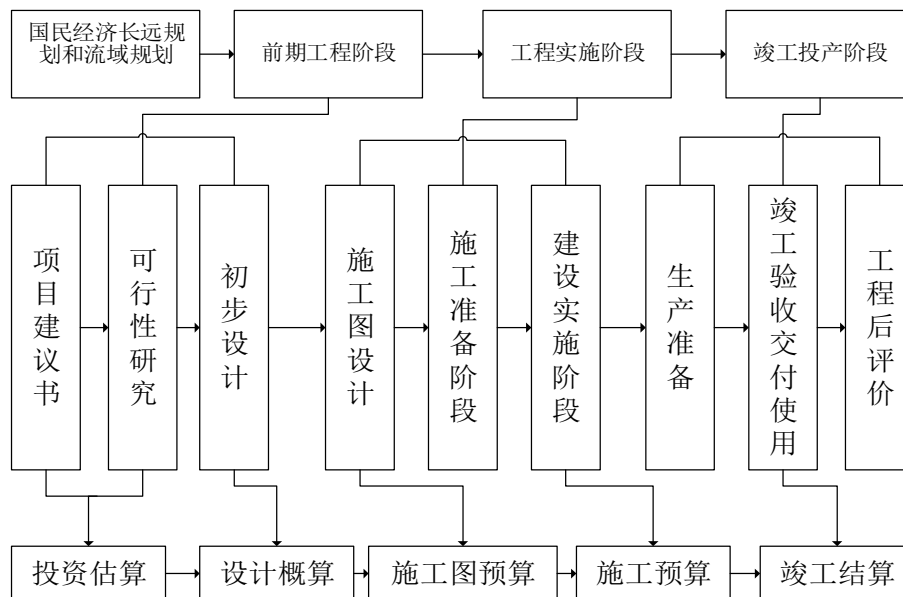 国民经济长远规
划和流域规划
前期工程阶段
工程实施阶段
竣工投产阶段
项目建议书
可行性研究
初步设计
施工图设计
施工准备阶段
建设实施阶段
生产准备
竣工验收交付使用
工程后评价
投资估算
设计概算
施工图预算
施工预算
竣工结算